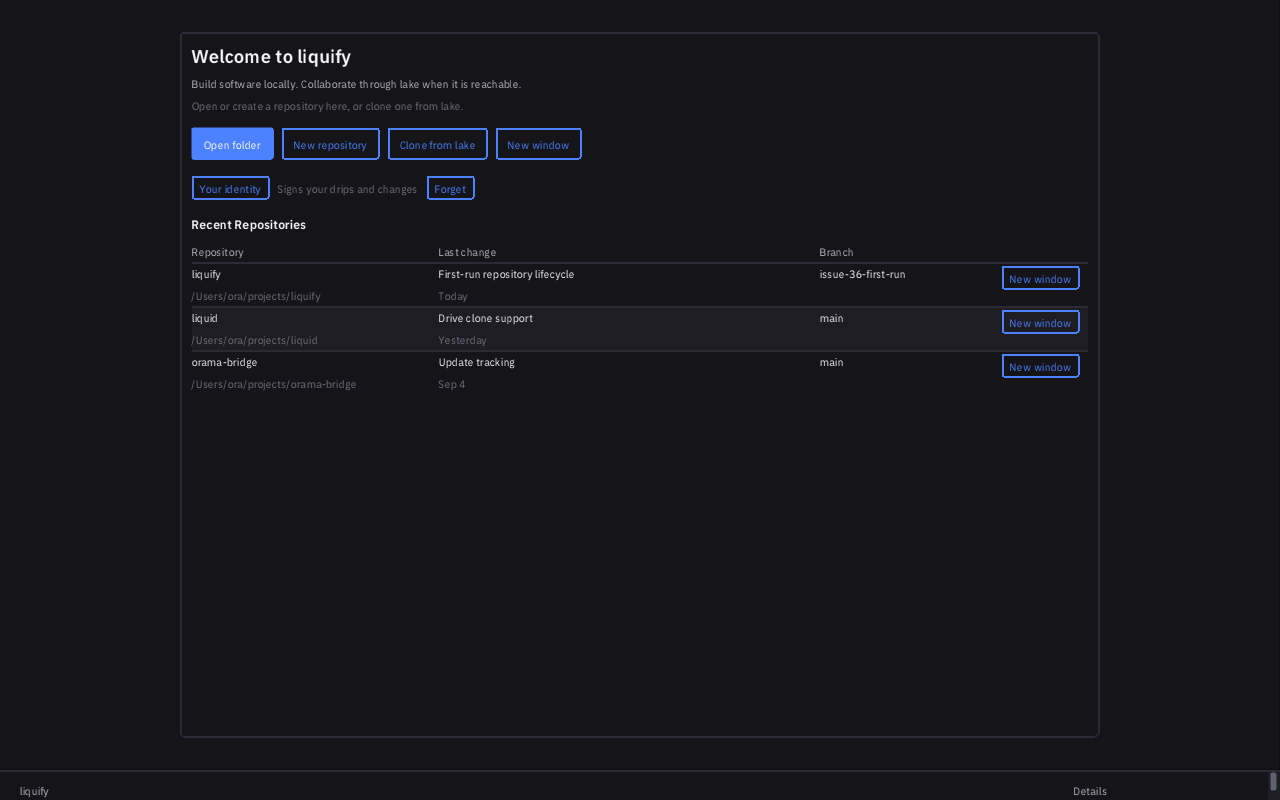 Welcome to liquify
Build software locally. Collaborate through lake when it is reachable.
Open or create a repository here, or clone one from lake.
Open folder New repository Clone from lake New window
Your identity Signs your drips and changes Forget
Recent Repositories
Repository Last change Branch
liquify First-run repository lifecycle issue-36-first-run New window
/Users/ora/projects/liquify Today
liquid Drive clone support main New window
/Users/ora/projects/liquid Yesterday
orama-bridge Update tracking main New window
/Users/ora/projects/orama-bridge Sep 4
liquify Details